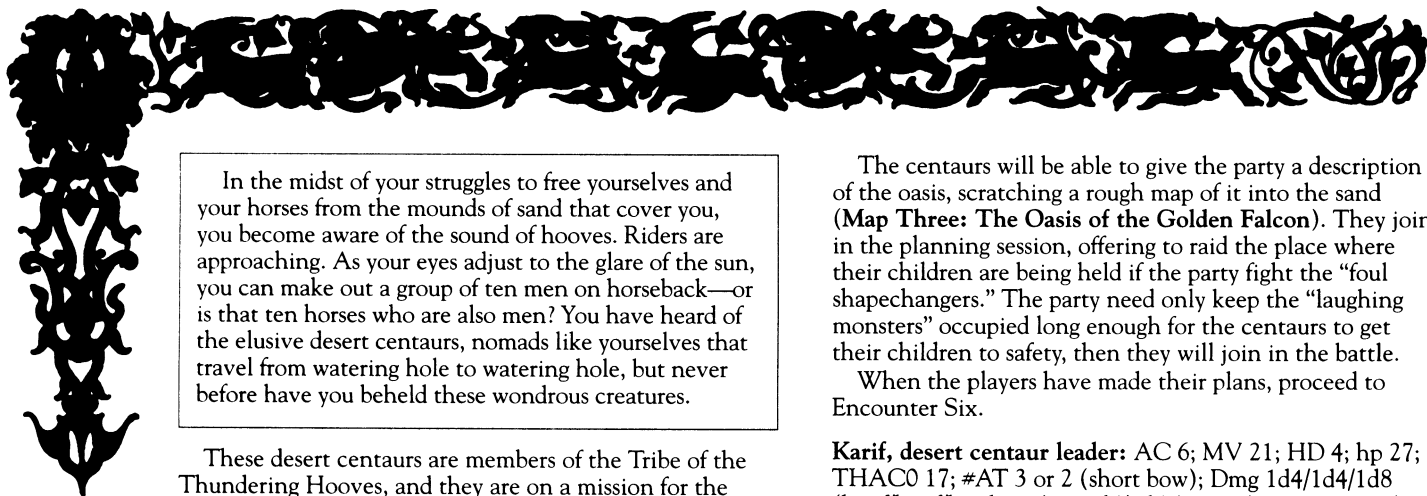 In the midst of your struggles to free yourselves and
your horses from the mounds of sand that cover you,
you become aware of the sound of hooves. Riders are
approaching. As your eyes adjust to the glare of the sun,
you can make out a group of ten men on horseback—or
is that ten horses who are also men? You have heard of
the elusive desert centaurs, nomads like yourselves that
travel from watering hole to watering hole, but never
before have you beheld these wondrous creatures.
These desert centaurs are members of the Tribe of the
Thundering Hooves, and they are on a mission for the
The centaurs will be able to give the party a description
of the oasis, scratching a rough map of it into the sand
(Map Three: The Oasis of the Golden Falcon). They join
in the planning session, offering to raid the place where
their children are being held if the party fight the “foul
shapechangers.” The party need only keep the “laughing
monsters” occupied long enough for the centaurs to get
their children to safety, then they will join in the battle.
When the players have made their plans, proceed to
Encounter Six.
Karif, desert centaur leader: AC 6; MV 21; HD 4; hp 27;
THAC0 17; #AT 3 or 2 (short bow); Dmg 1d4/1d4/1d8